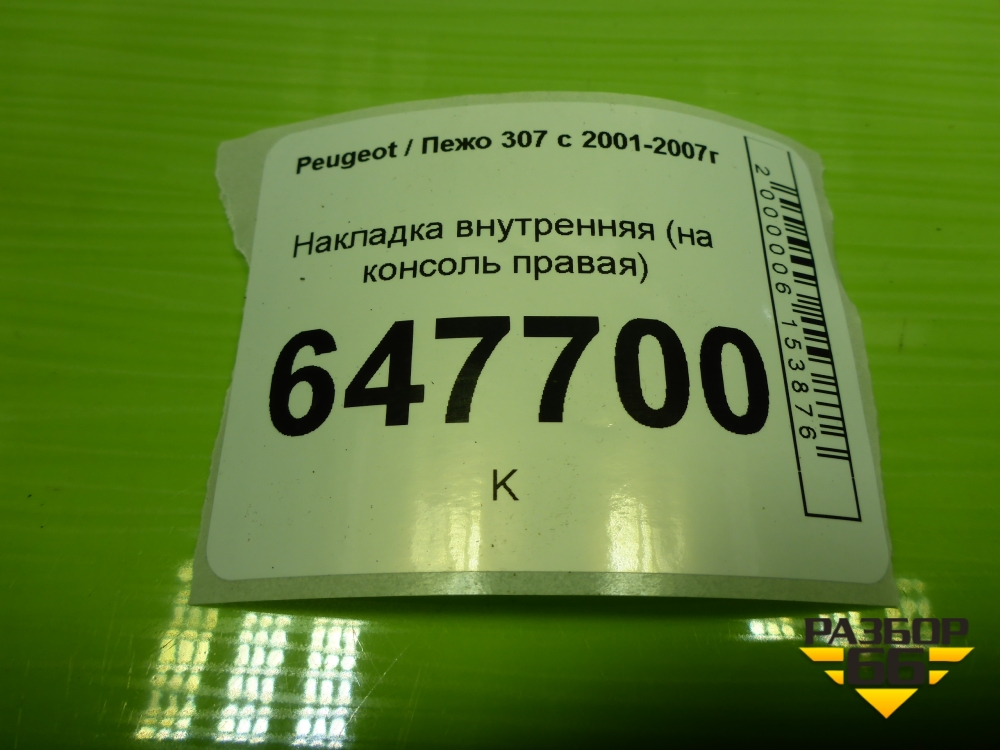 Peugeot / Пежо 307 с 2001-2007г
Накладка внутренняя (на
консоль правая)
647700
К
2000006153876
РАЗБОР
66